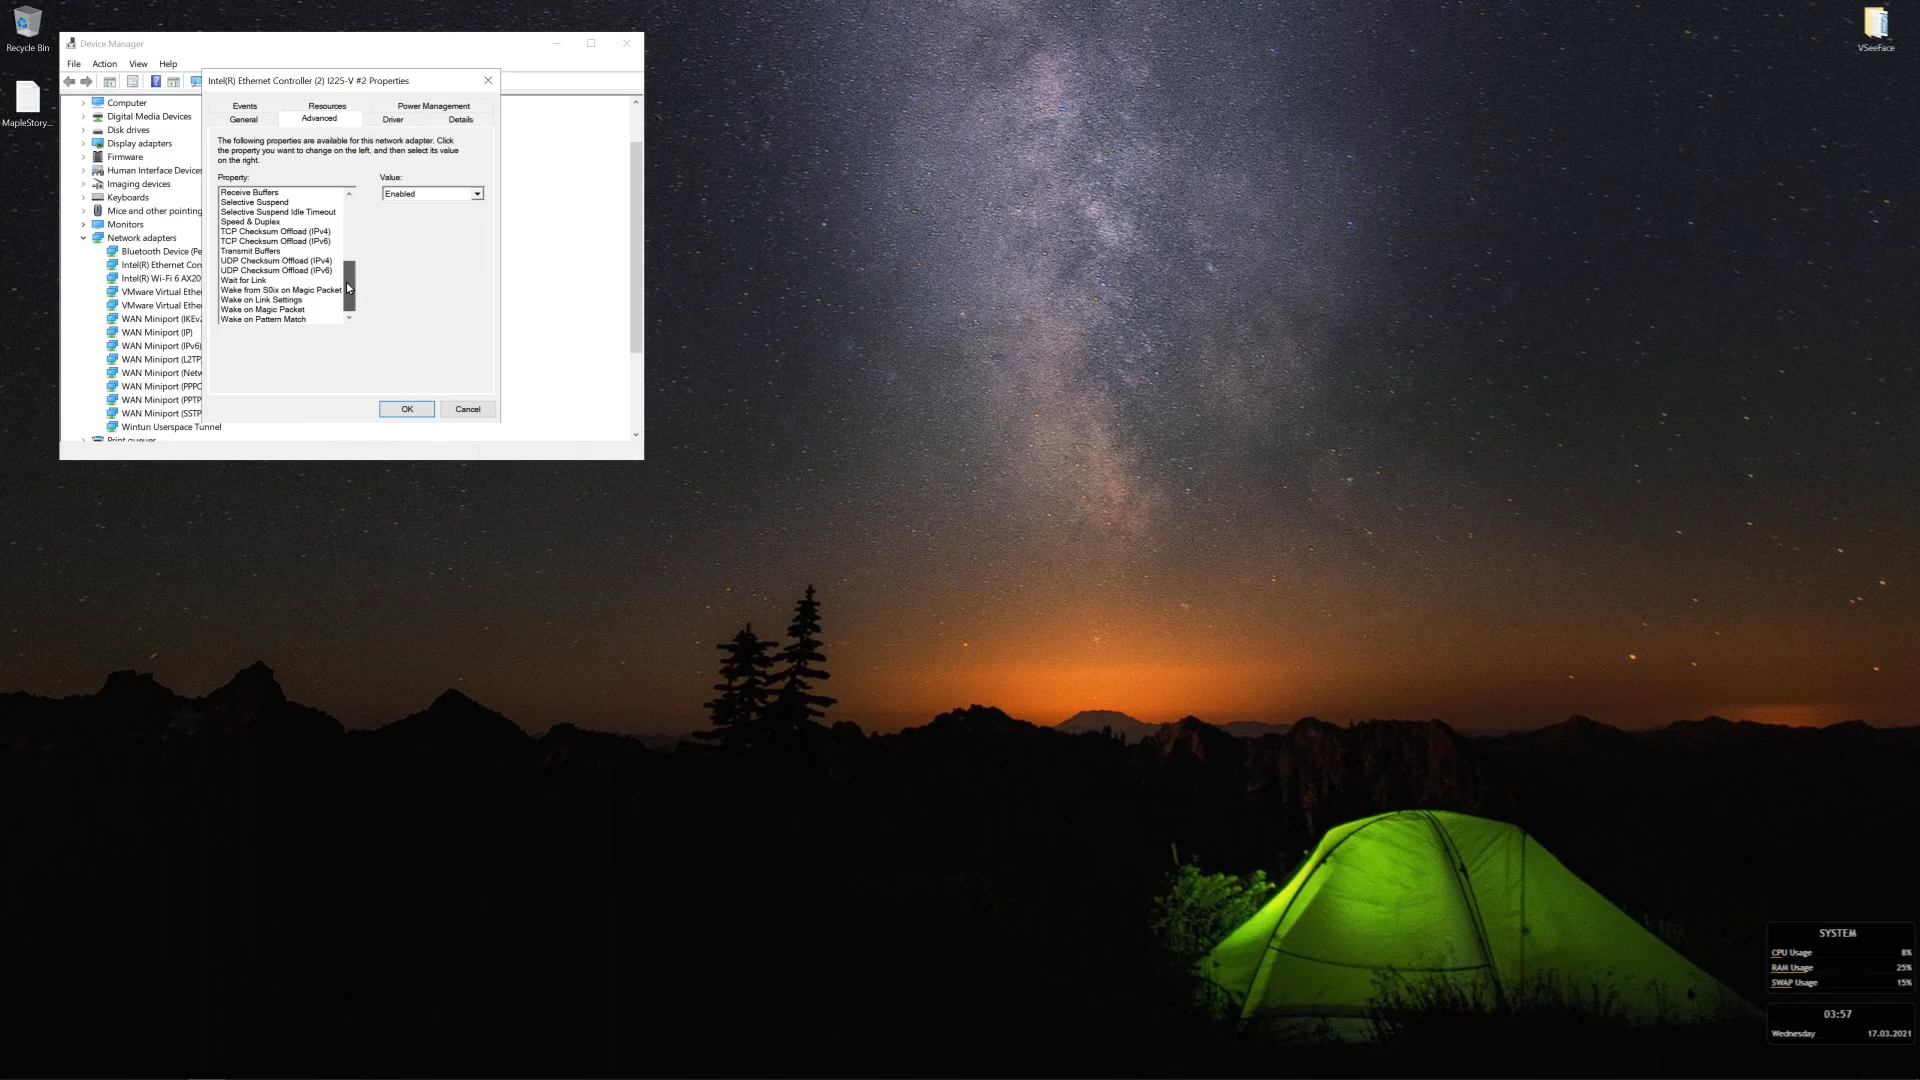 Recycle Bin
MapleStory...
VSeeFace
Device Manager
File Action View Help
Computer
Digital Media Devices
Disk drives
Display adapters
Firmware
Human Interface Devices
Imaging devices
Keyboards
Mice and other pointing
Monitors
Network adapters
Bluetooth Device (Pe
Intel(R) Ethernet Con
Intel(R) Wi-Fi 6 AX20
VMware Virtual Ethe
VMware Virtual Ethe
WAN Miniport (IKEv2
WAN Miniport (IP)
WAN Miniport (IPv6)
WAN Miniport (L2TP
WAN Miniport (Netw
WAN Miniport (PPPO
WAN Miniport (PPTP
WAN Miniport (SSTP
Wintun Userspace Tunnel
Print queues
Intel(R) Ethernet Controller (2) I225-V #2 Properties
Events Resources Power Management
General Advanced Driver Details
The following properties are available for this network adapter. Click
the property you want to change on the left, and then select its value
on the right.
Property:
Value:
Receive Buffers
Selective Suspend
Selective Suspend Idle Timeout
Speed & Duplex
TCP Checksum Offload (IPv4)
TCP Checksum Offload (IPv6)
Transmit Buffers
UDP Checksum Offload (IPv4)
UDP Checksum Offload (IPv6)
Wait for Link
Wake from S0ix on Magic Packet
Wake on Link Settings
Wake on Magic Packet
Wake on Pattern Match
Enabled
OK Cancel
SYSTEM
CPU Usage 8%
RAM Usage 25%
SWAP Usage 15%
03:57
Wednesday 17.03.2021